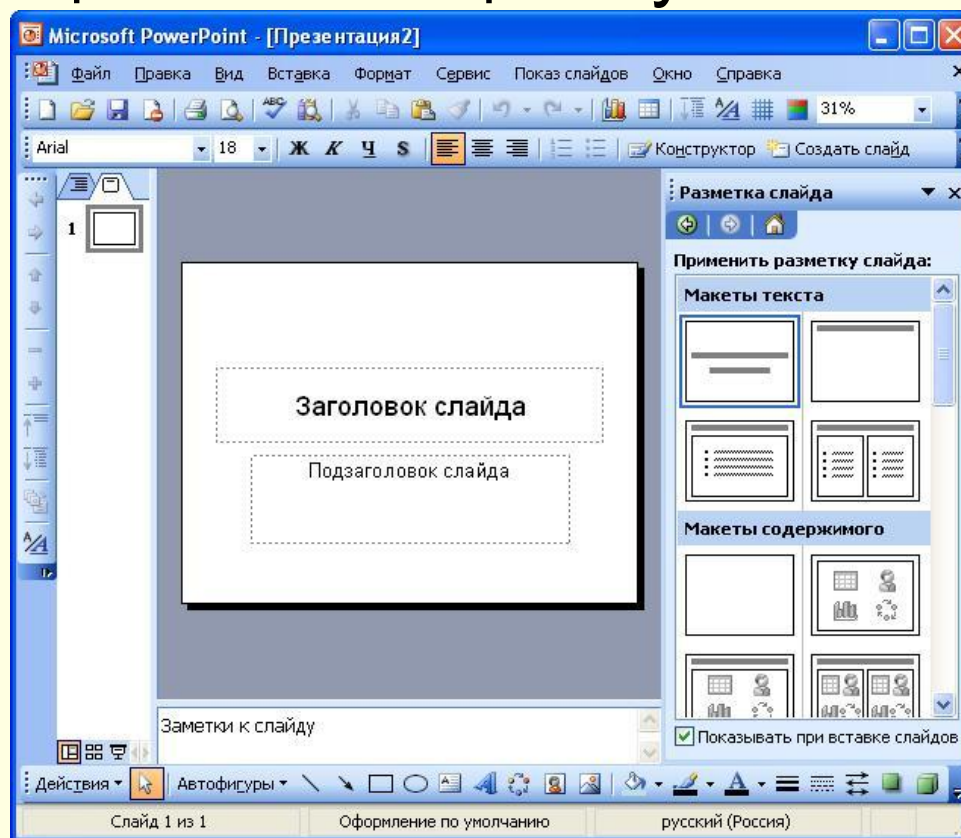 Microsoft PowerPoint - [Презентация2]
Файл Правка Вид Вставка Формат Сервис Показ слайдов Окно Справка
ABC 31%
Arial 18 Ж К Ч S Конструктор Создать слайд
Разметка слайда
1
Применить разметку слайда:
Макеты текста
Заголовок слайда
Подзаголовок слайда
Макеты содержимого
Заметки к слайду
Показывать при вставке слайдов
Действия Автофигуры
Слайд 1 из 1 Оформление по умолчанию русский (Россия)